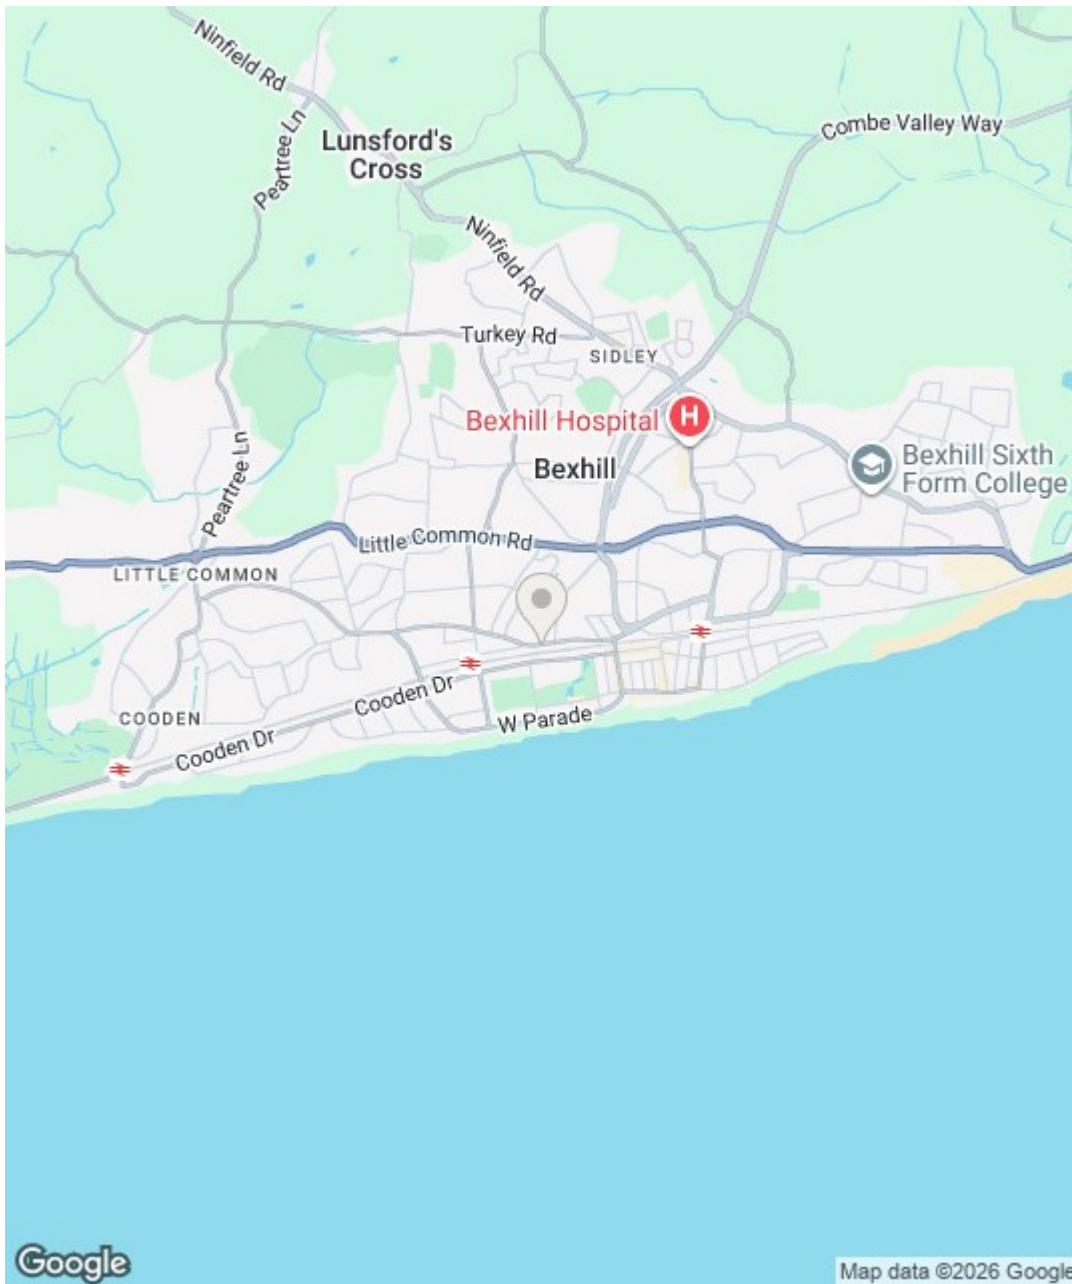 Ninfield Rd
Combe Valley Way
Lunsford's
Cross
Peartree Ln
Ninfield Rd
Turkey Rd
SIDLEY
Bexhill Hospital
H
Bexhill
Bexhill Sixth
Form College
Peartree Ln
Little Common Rd
LITTLE COMMON
Cooden Dr
W Parade
COODEN
Cooden Dr
Google
Map data ©2026 Google